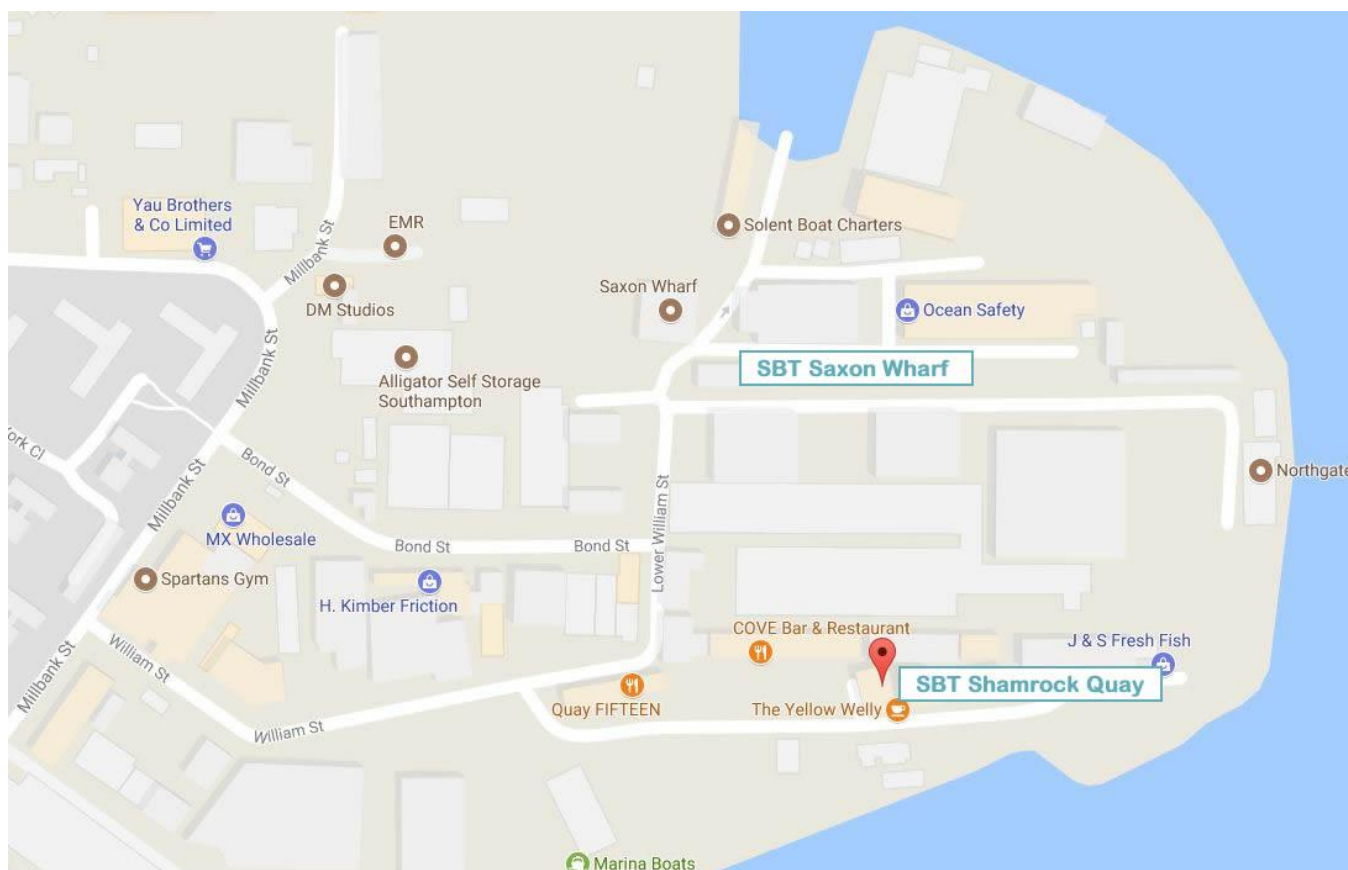 Yau Brothers
& Co Limited
EMR
Millbank St
Solent Boat Charters
Saxon Wharf
DM Studios
Ocean Safety
Millbank St
SBT Saxon Wharf
Alligator Self Storage
Southampton
York Cl
Bond St
Millbank St
Northgate
Lower William St
MX Wholesale
Bond St
Bond St
Spartans Gym
H. Kimber Friction
COVE Bar & Restaurant
J & S Fresh Fish
Millbank St
William St
SBT Shamrock Quay
Quay FIFTEEN
The Yellow Welly
William St
Marina Boats